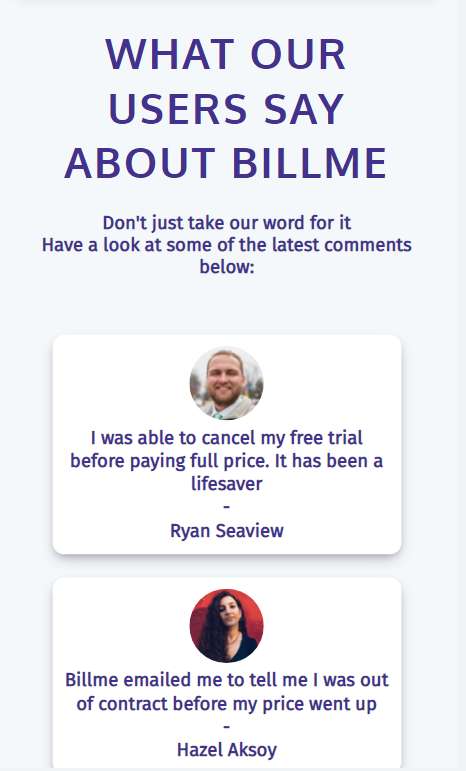 WHAT OUR
USERS SAY
ABOUT BILLME
Don't just take our word for it
Have a look at some of the latest comments
below:
I was able to cancel my free trial
before paying full price. It has been a
lifesaver
-
Ryan Seaview
Billme emailed me to tell me I was out
of contract before my price went up
-
Hazel Aksoy